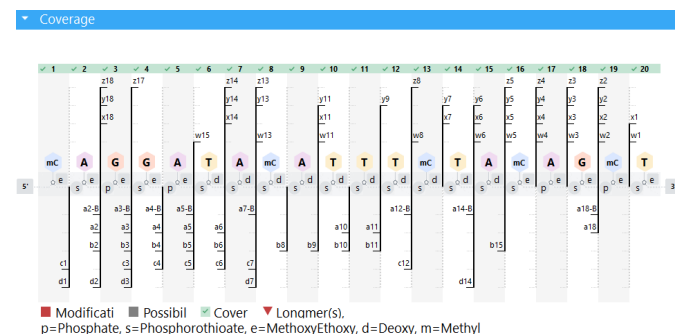 Coverage
1 2 3 4 5 6 7 8 9 10 11 12 13 14 15 16 17 18 19 20
z18 z17 z14 z13 z8 z5 z4 z3 z2
y18 y14 y13 y11 y9 y7 y6 y5 y4 y3 y2
x18 x14 x11 x7 x6 x5 x4 x3 x2 x1
w15 w13 w11 w8 w6 w5 w4 w3 w2 w1
mC A G G A T A mC A T T T mC T A mC A G mC T
e e e e e d d d d d d d d d d e e e e e
5' s p s p s s s s s s s s s s s p s p s 3
a2-B a3-B a4-B a5-B a7-B a12-B a14-B a18-B
a2 a3 a4 a5 a6 a10 a11 a18
b2 b3 b4 b5 b6 b8 b9 b10 b11 b15
c1 c3 c4 c5 c6 c7 c12
d1 d2 d3 d7 d14
Modificati Possibil Cover Longmer(s),
p=Phosphate, s=Phosphorothioate, e=MethoxyEthoxy, d=Deoxy, m=Methyl